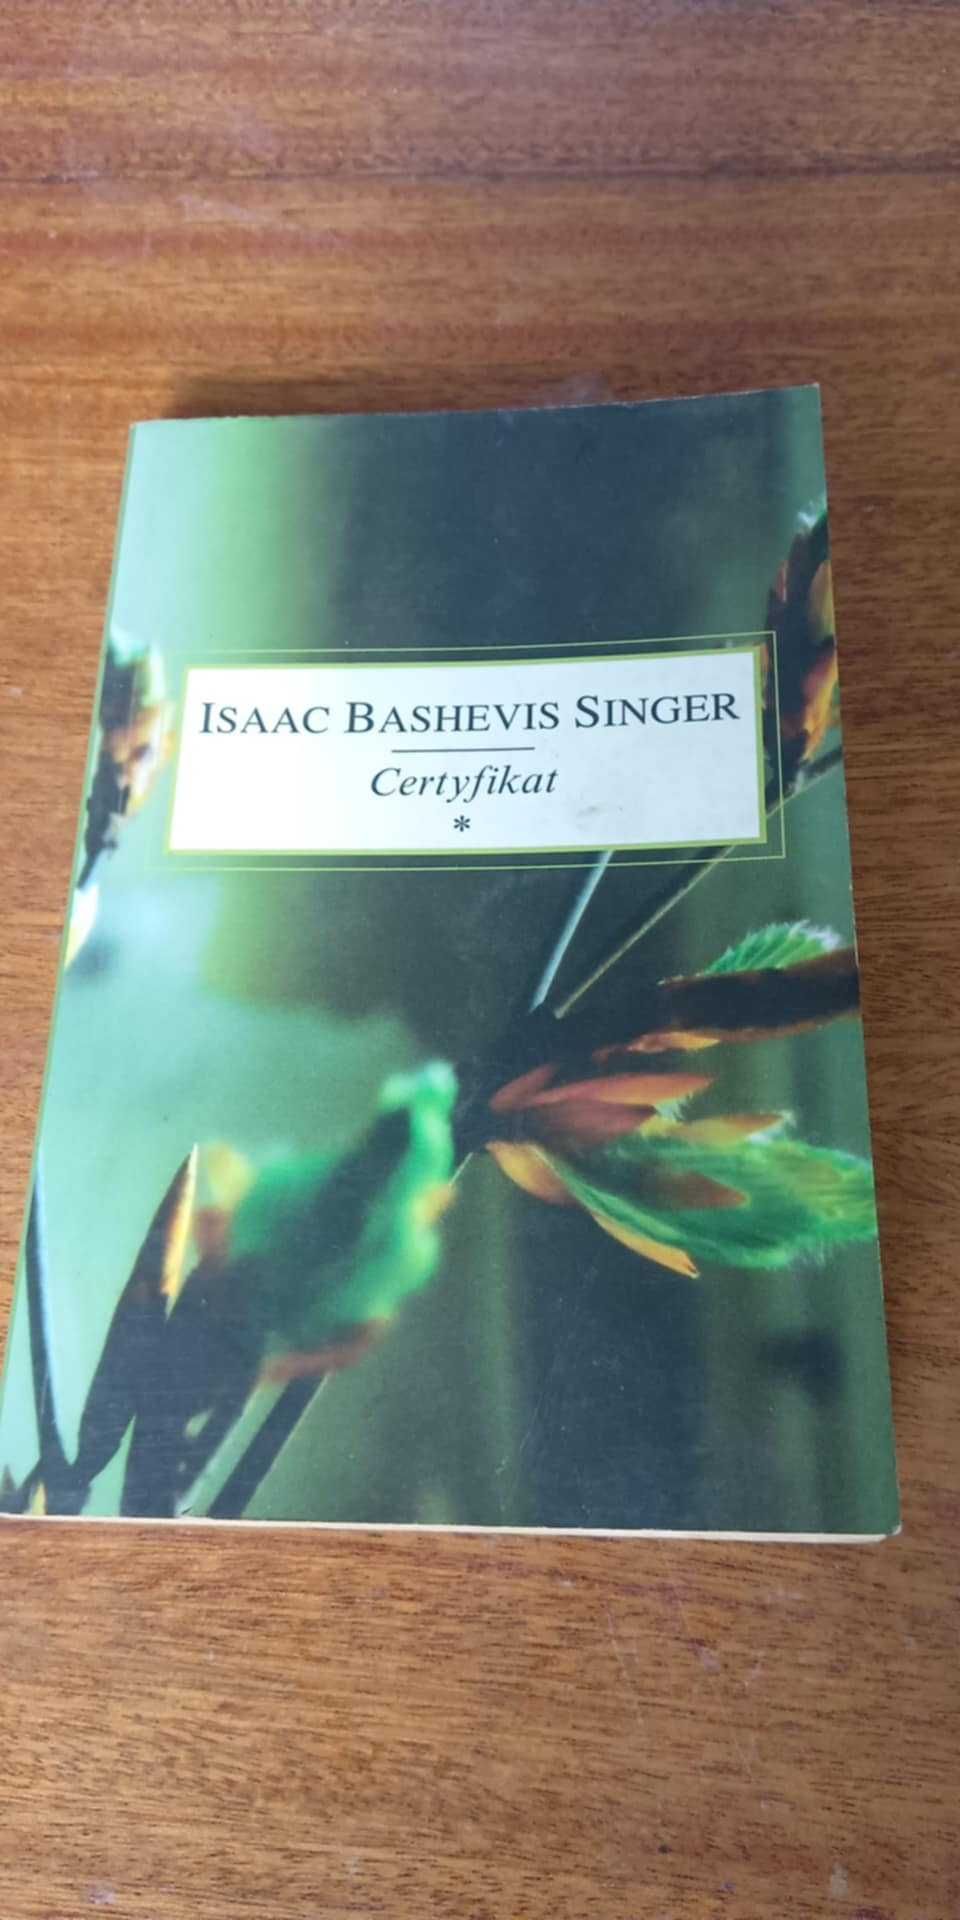 ISAAC BASHEVIS SINGER
Certyfikat
*